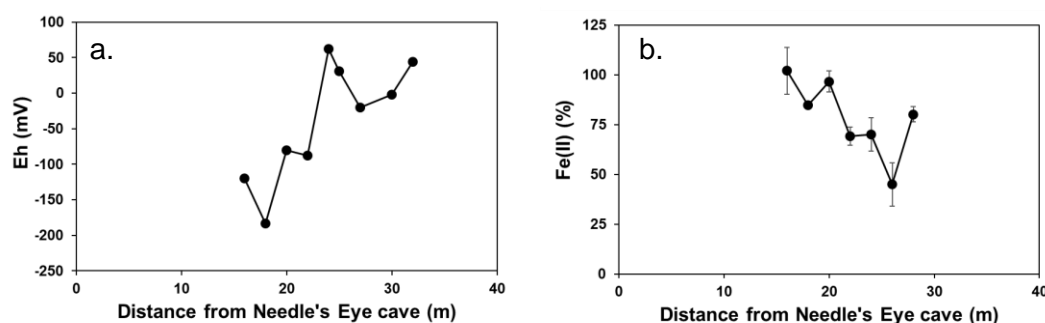 a.
Eh (mV)
100
50
0
-50
-100
-150
-200
-250
0 10 20 30 40
Distance from Needle's Eye cave (m)
b.
Fe(II) (%)
125
100
75
50
25
0
0 10 20 30 40
Distance from Needle's Eye cave (m)